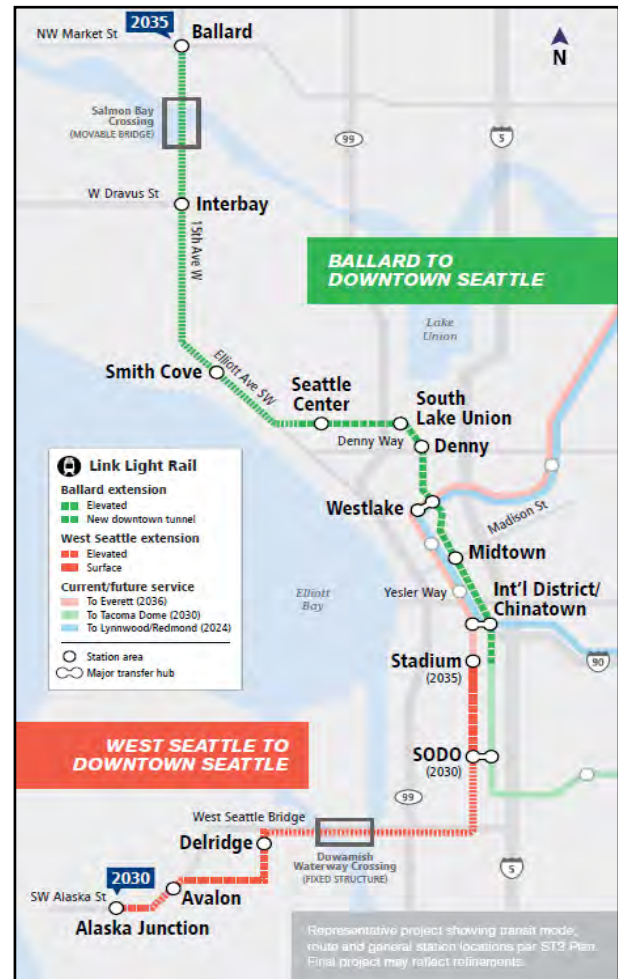 2035
NW Market St
Ballard
N
Salmon Bay
Crossing
(MOVABLE BRIDGE)
99
5
W Dravus St
Interbay
15th Ave W
BALLARD TO
DOWNTOWN SEATTLE
Lake
Union
Smith Cove
Elliott Ave SW
Seattle
Center
South
Lake Union
Denny Way
Denny
Link Light Rail
Ballard extension
Elevated
New downtown tunnel
West Seattle extension
Elevated
Surface
Current/future service
To Everett (2036)
To Tacoma Dome (2030)
To Lynnwood/Redmond (2024)
Station area
Major transfer hub
Westlake
Madison St
Midtown
Elliott
Bay
Yesler Way
Int'l District/
Chinatown
Stadium
(2035)
90
WEST SEATTLE TO
DOWNTOWN SEATTLE
SODO
(2030)
99
West Seattle Bridge
Delridge
Duwamish
Waterway Crossing
(FIXED STRUCTURE)
5
2030
SW Alaska St
Avalon
Alaska Junction
Representative project showing transit mode,
route and general station locations per ST3 Plan.
Final project may reflect refinements.